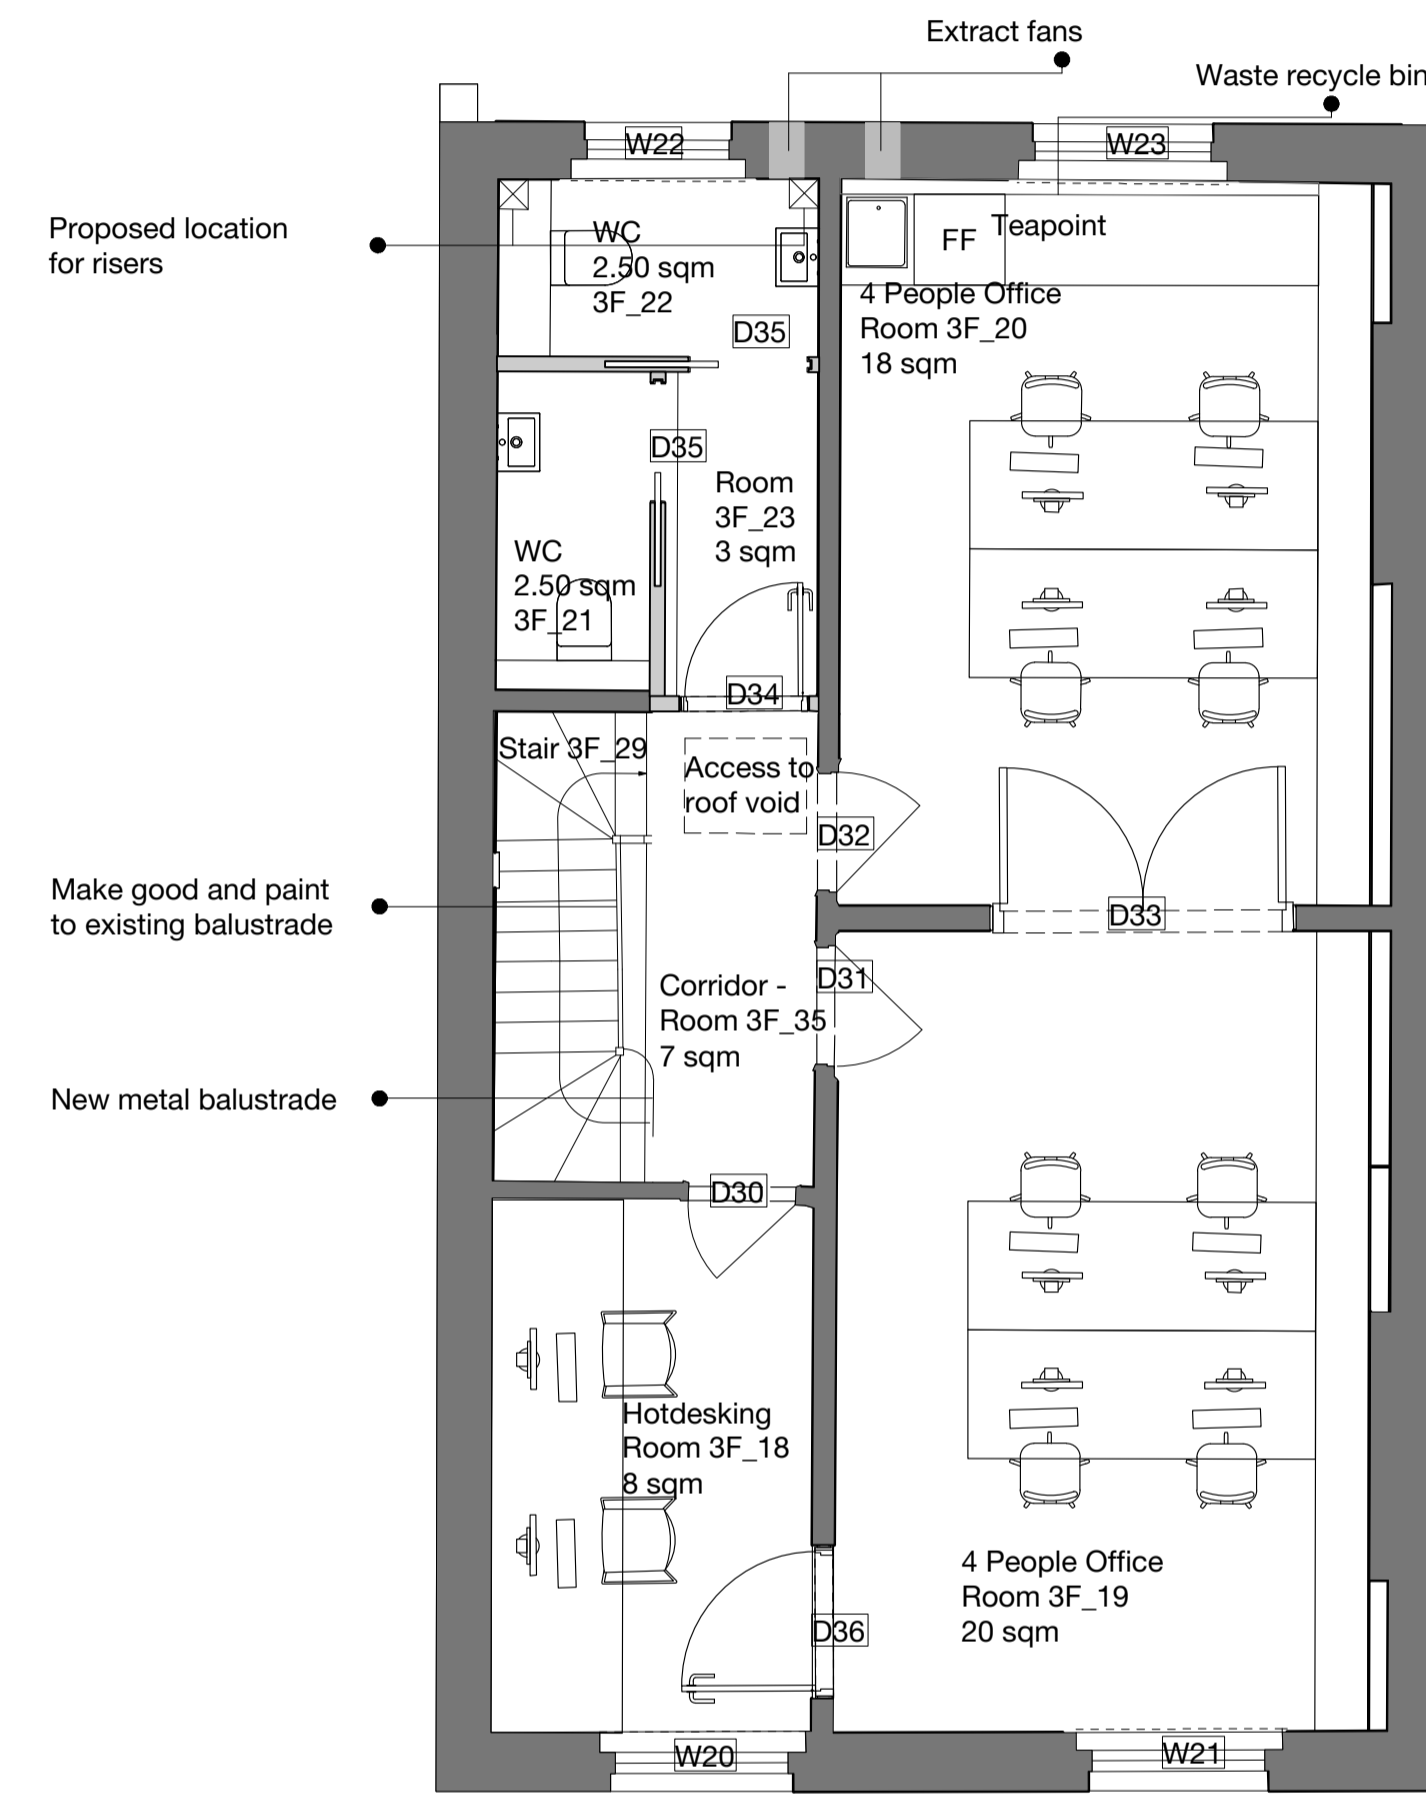 Extract fans
Waste recycle bin
W22
W23
Proposed location
for risers
WC
2.50 sqm
3F_22
D35
FF
Teapoint
4 People Office
Room 3F_20
18 sqm
D35
Room
3F_23
3 sqm
WC
2.50 sqm
3F_21
D34
Stair 3F_29
Access to
roof void
D32
Make good and paint
to existing balustrade
D33
D31
Corridor -
Room 3F_35
7 sqm
New metal balustrade
D30
Hotdesking
Room 3F_18
8 sqm
4 People Office
Room 3F_19
20 sqm
D36
W20
W21